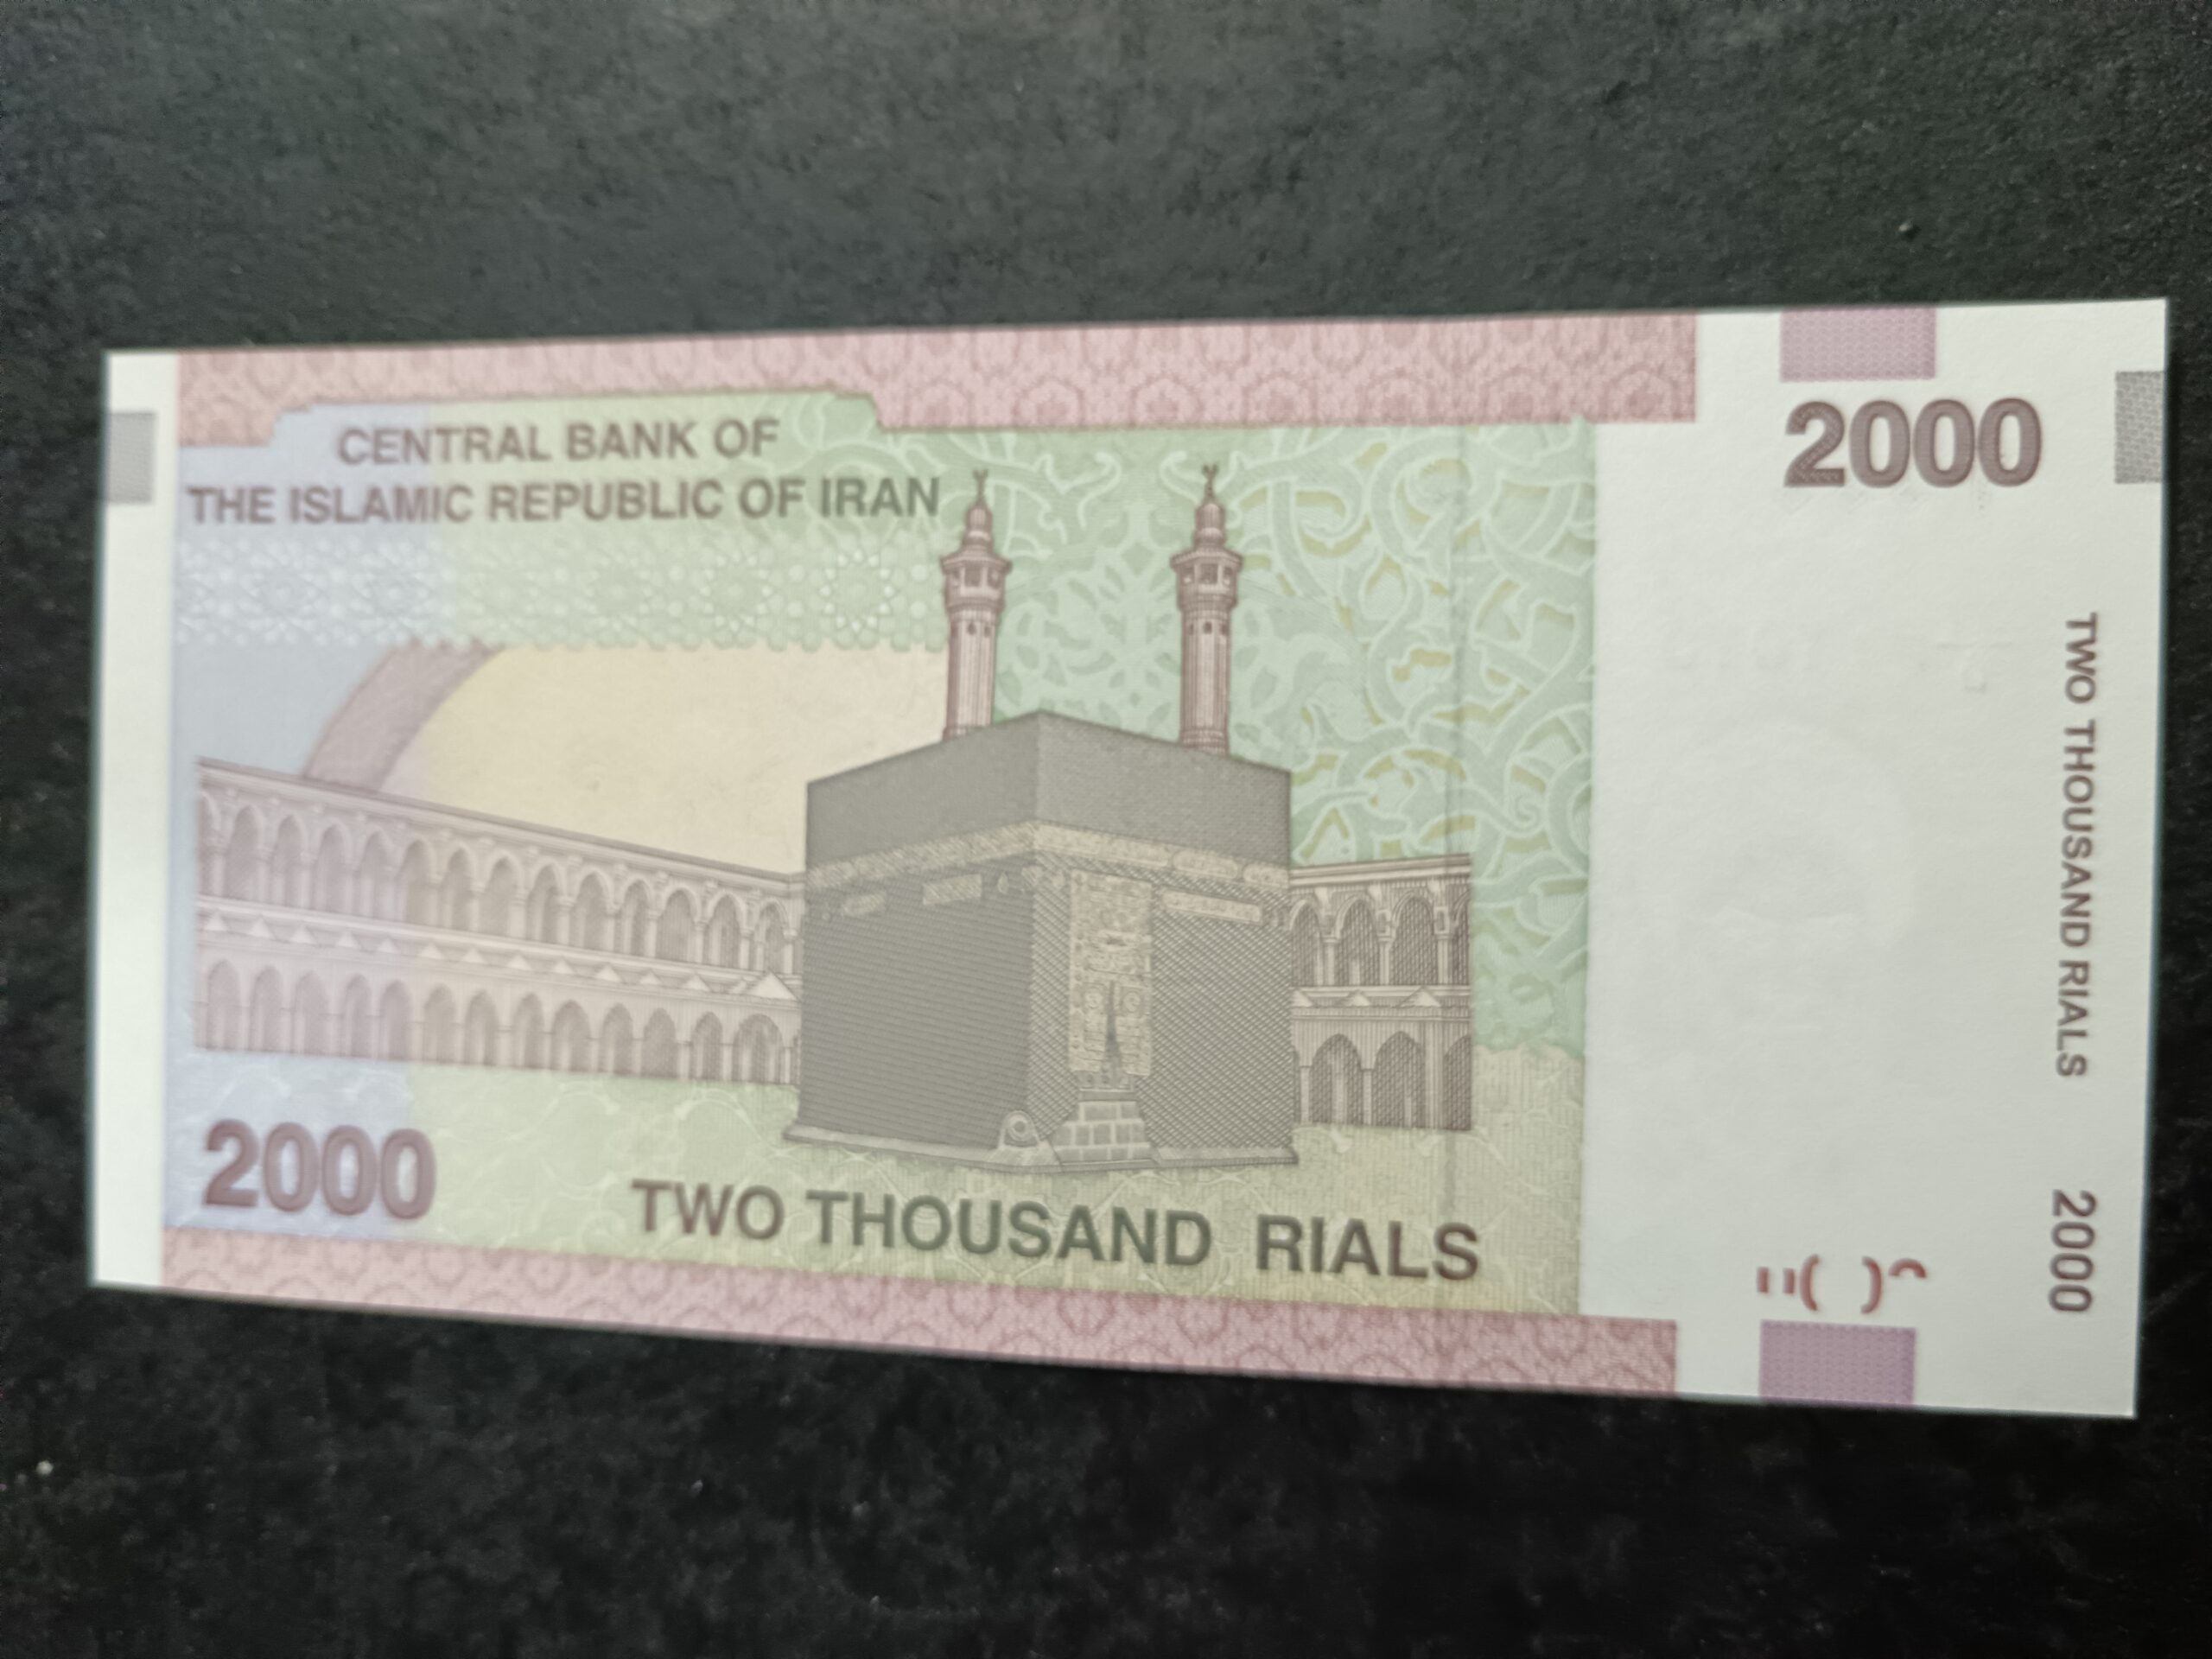 CENTRAL BANK OF
THE ISLAMIC REPUBLIC OF IRAN
2000
TWO THOUSAND RIALS 2000
2000
TWO THOUSAND RIALS